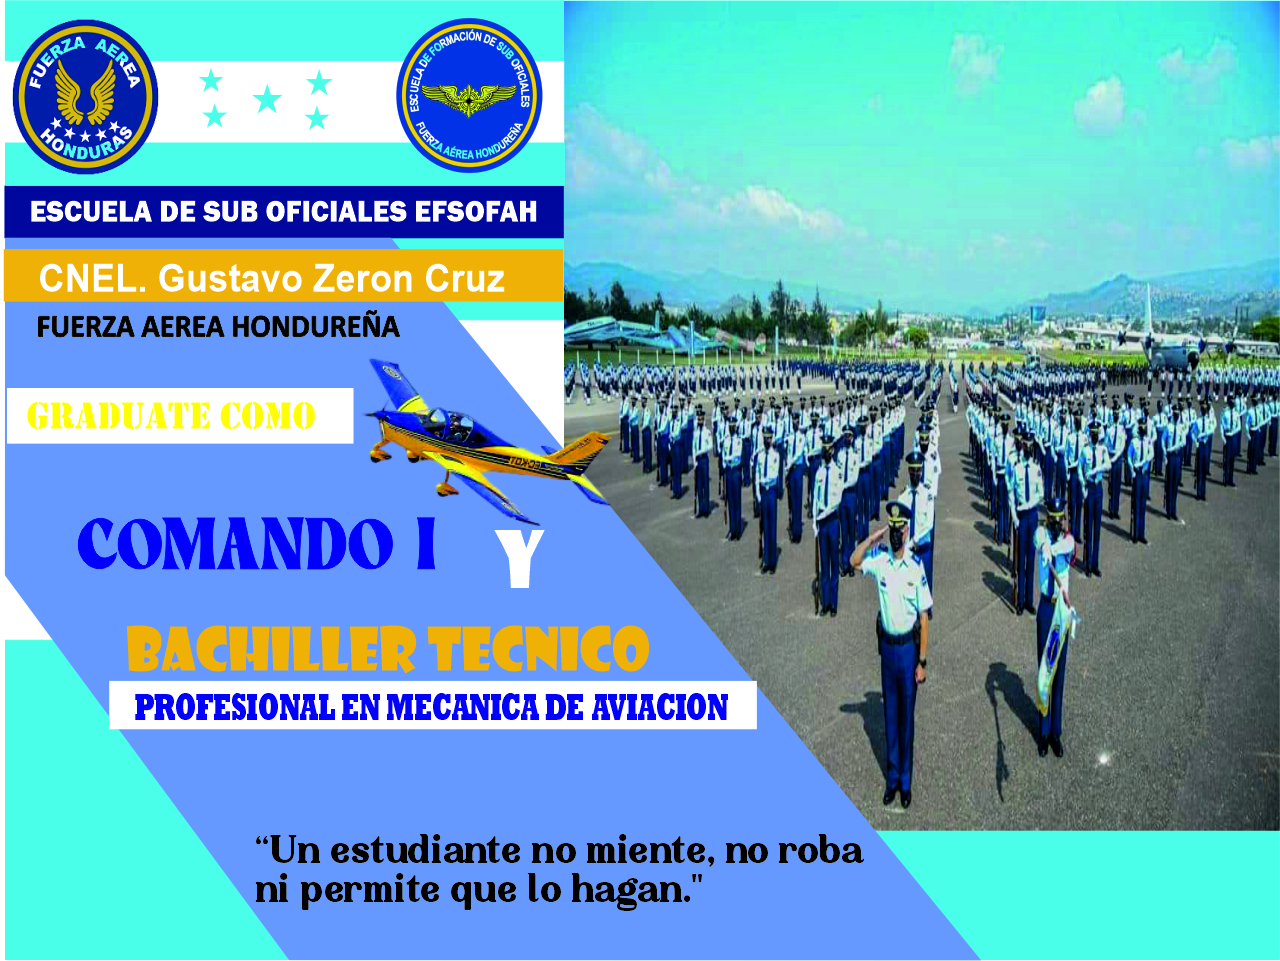 FUERZA AEREA
HONDURAS
ESCUELA DE FORMACIÓN DE SUB OFICIALES
FUERZA AÉREA HONDUREÑA
ESCUELA DE SUB OFICIALES EFSOFAH
CNEL. Gustavo Zeron Cruz
FUERZA AEREA HONDUREÑA
GRADUATE COMO
COMANDO I Y
BACHILLER TECNICO
PROFESIONAL EN MECANICA DE AVIACION
“Un estudiante no miente, no roba
ni permite que lo hagan."